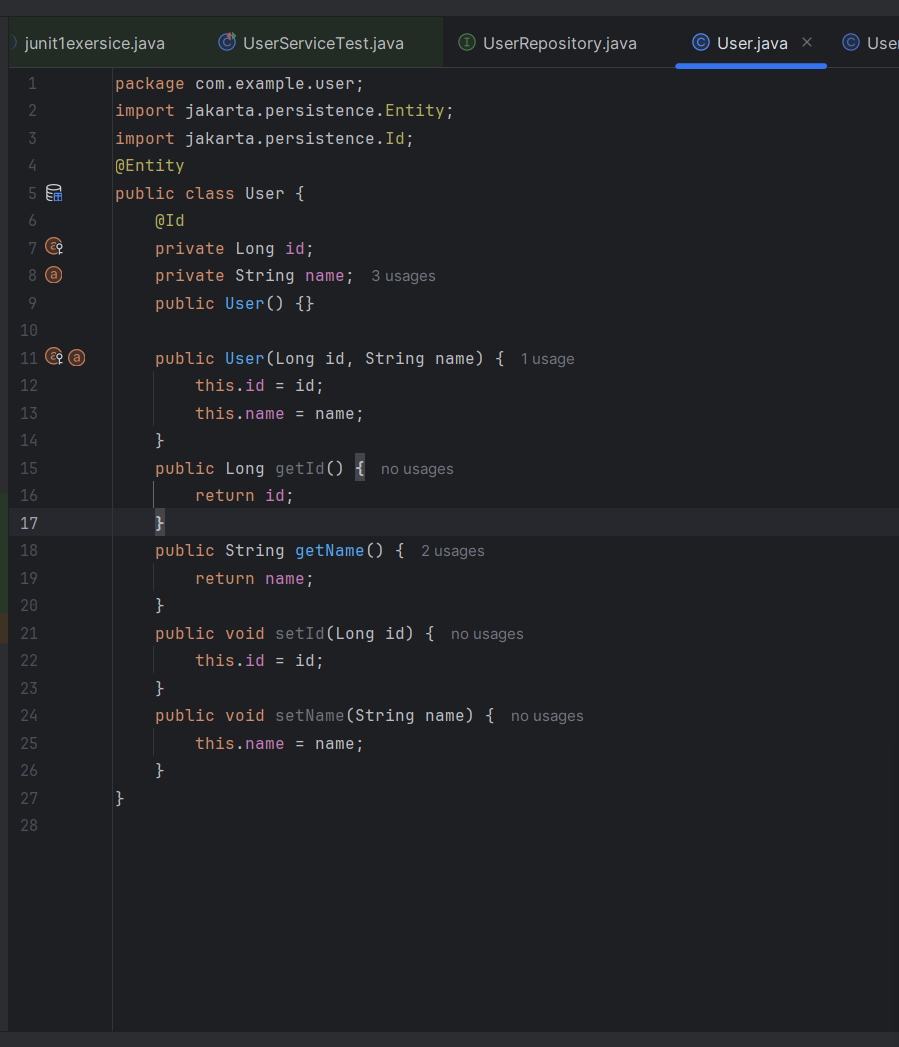 junit1exersice.java UserServiceTest.java UserRepository.java User.java × User
1 package com.example.user;
2 import jakarta.persistence.Entity;
3 import jakarta.persistence.Id;
4 @Entity
5 public class User {
6     @Id
7     private Long id;
8     private String name; 3 usages
9     public User() {}
10
11     public User(Long id, String name) { 1 usage
12         this.id = id;
13         this.name = name;
14     }
15     public Long getId() { no usages
16         return id;
17     }
18     public String getName() { 2 usages
19         return name;
20     }
21     public void setId(Long id) { no usages
22         this.id = id;
23     }
24     public void setName(String name) { no usages
25         this.name = name;
26     }
27 }
28